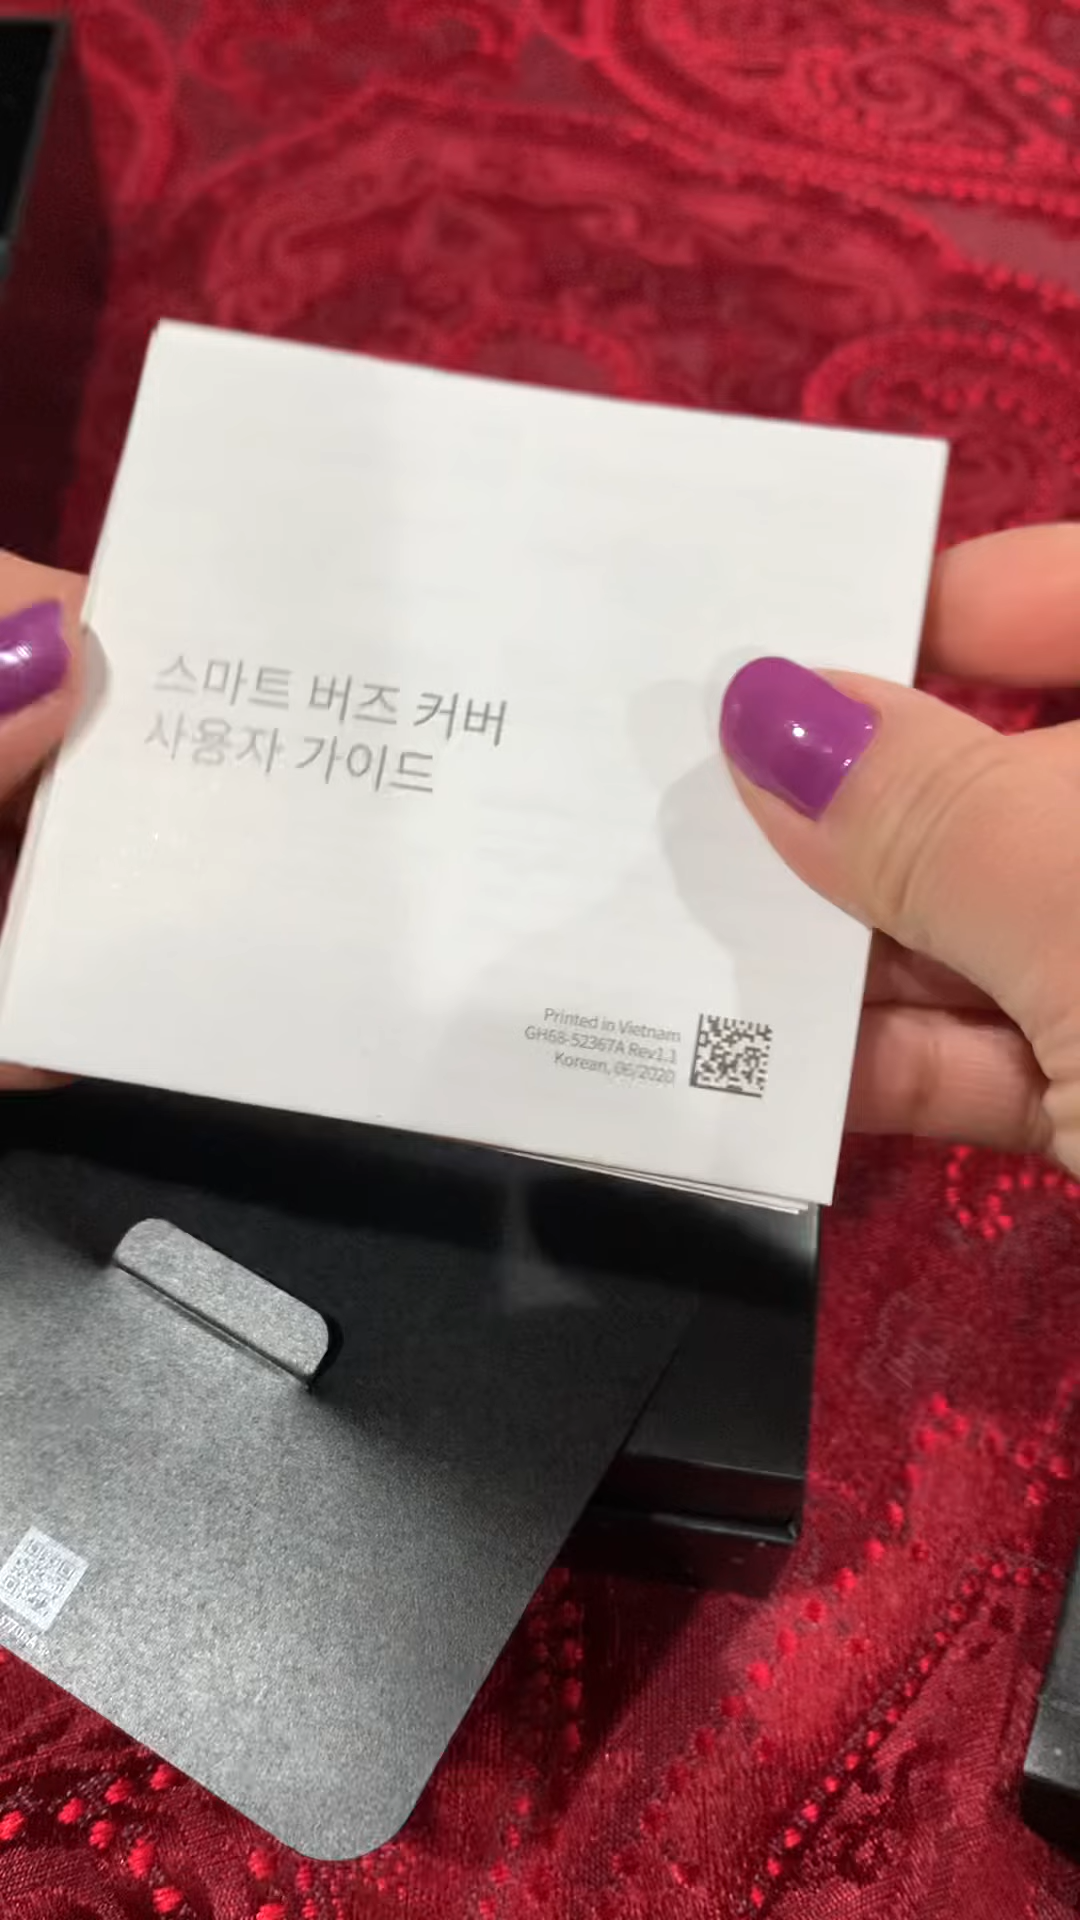 스마트 버즈 커버
사용자 가이드
Printed in Vietnam
GH68-52367A Rev1.1
Korean, 06/2020